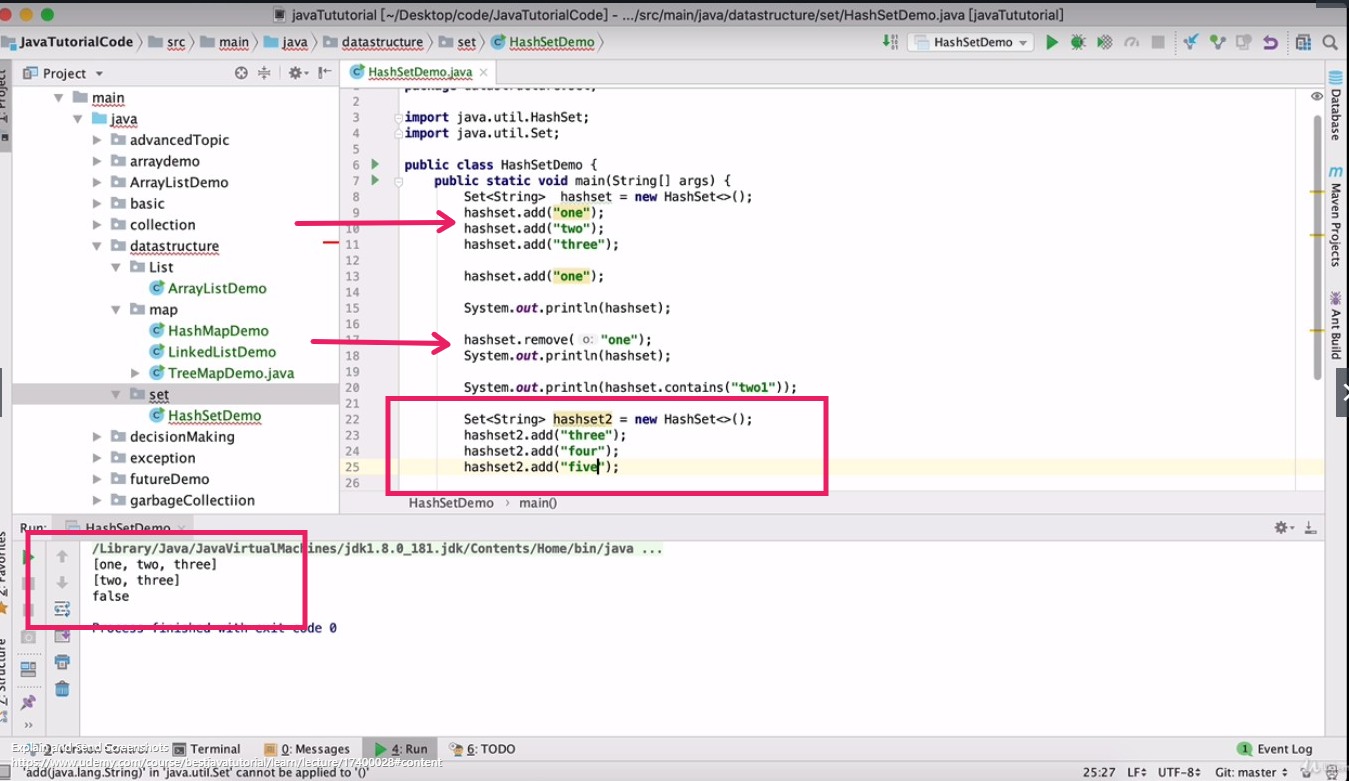 javaTututorial [~/Desktop/code/JavaTutorialCode] - .../src/main/java/datastructure/set/HashSetDemo.java [javaTututorial]
JavaTutorialCode src main java datastructure set HashSetDemo
HashSetDemo
Project
HashSetDemo.java
main
java
advancedTopic
arraydemo
ArrayListDemo
basic
collection
datastructure
List
ArrayListDemo
map
HashMapDemo
LinkedListDemo
TreeMapDemo.java
set
HashSetDemo
decisionMaking
exception
futureDemo
garbageCollectiion
2
3 import java.util.HashSet;
4 import java.util.Set;
5
6 public class HashSetDemo {
7 public static void main(String[] args) {
8 Set<String> hashset = new HashSet<>();
9 hashset.add("one");
10 hashset.add("two");
11 hashset.add("three");
12
13 hashset.add("one");
14
15 System.out.println(hashset);
16
17 hashset.remove( o: "one");
18 System.out.println(hashset);
19
20 System.out.println(hashset.contains("two1"));
21
22 Set<String> hashset2 = new HashSet<>();
23 hashset2.add("three");
24 hashset2.add("four");
25 hashset2.add("five");
26
HashSetDemo › main()
Database
Maven Projects
Ant Build
Run: HashSetDemo
/Library/Java/JavaVirtualMachines/jdk1.8.0_181.jdk/Contents/Home/bin/java ...
[one, two, three]
[two, three]
false
Process finished with exit code 0
Terminal 0: Messages 4: Run 6: TODO
1 Event Log
Explain and Send Screenshots
https://www.udemy.com/course/bestjavatutorial/learn/lecture/17400028#content
'add(java.lang.String)' in 'java.util.Set' cannot be applied to '()'
25:27 LF UTF-8 Git: master